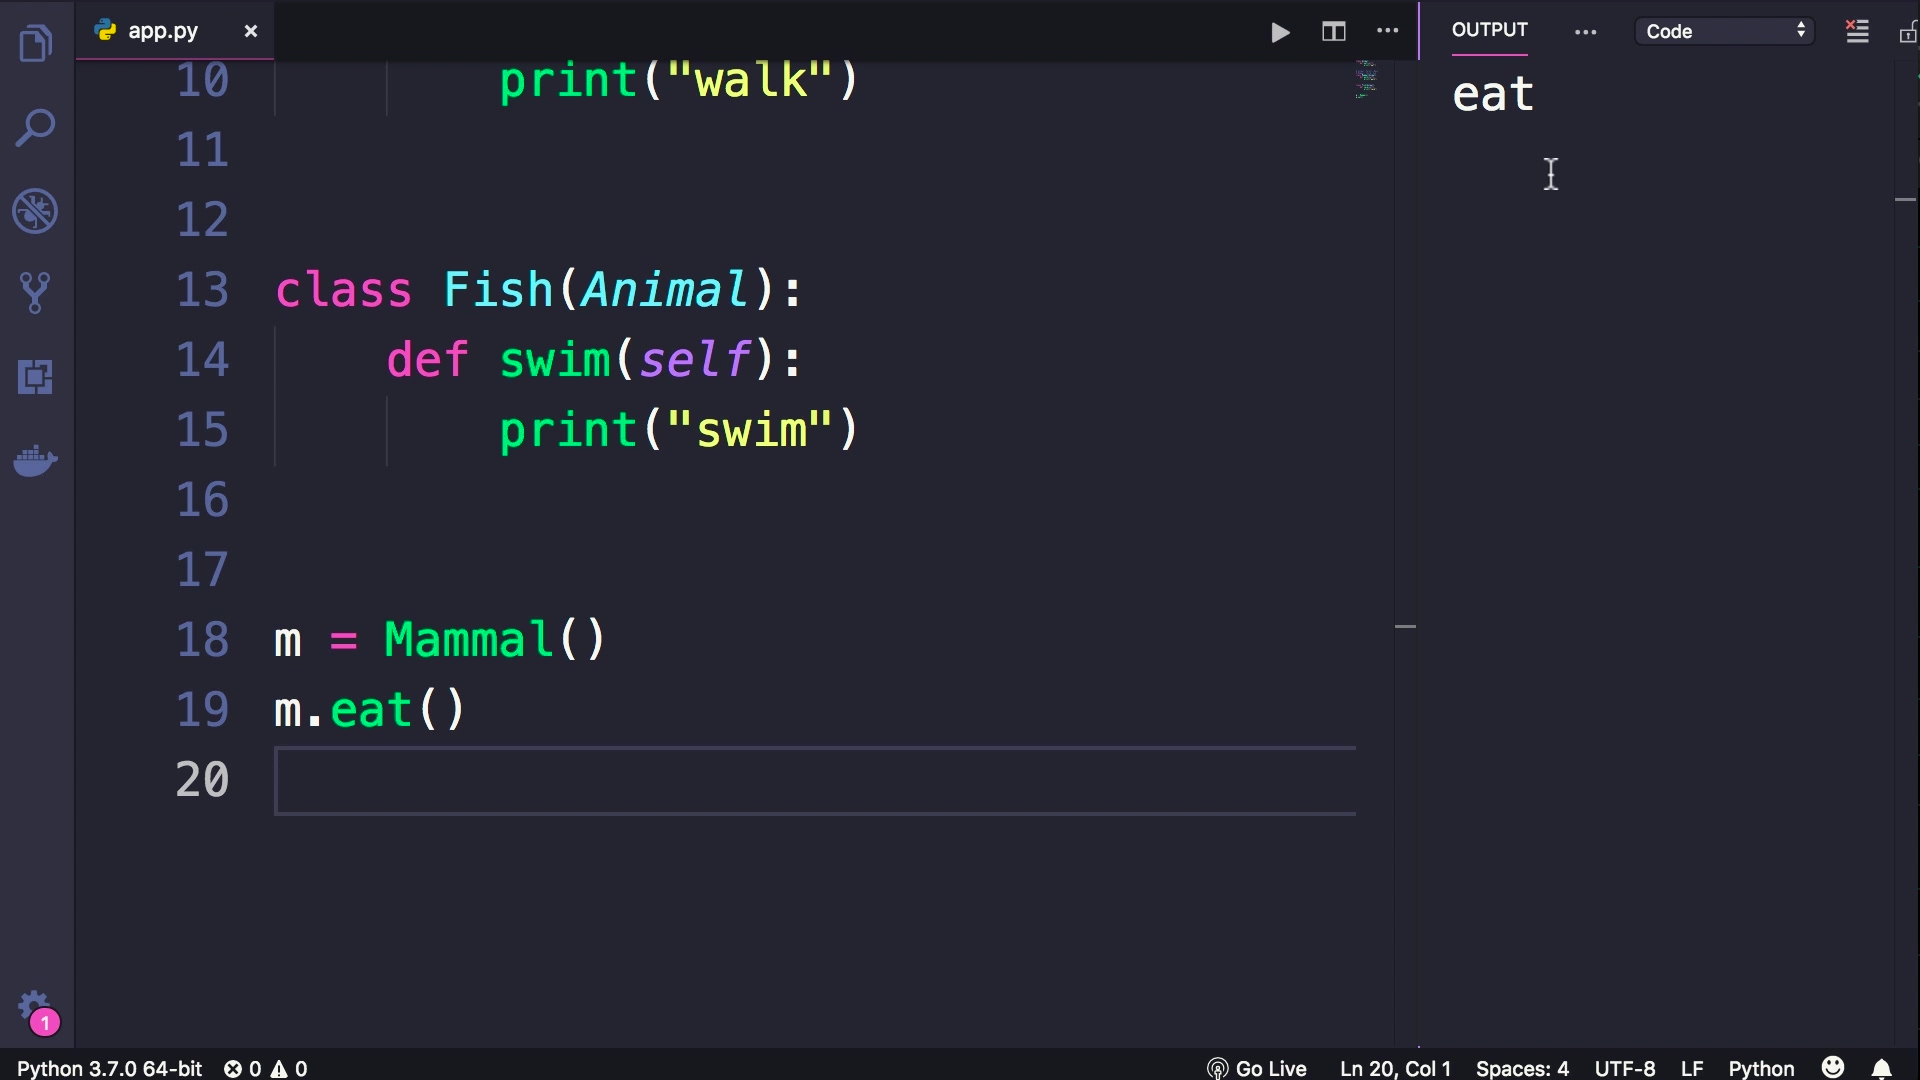 app.py
OUTPUT
Code
10 print("walk")
11
12
13 class Fish(Animal):
14 def swim(self):
15 print("swim")
16
17
18 m = Mammal()
19 m.eat()
20
eat
1
Python 3.7.0 64-bit 0 0 Go Live Ln 20, Col 1 Spaces: 4 UTF-8 LF Python